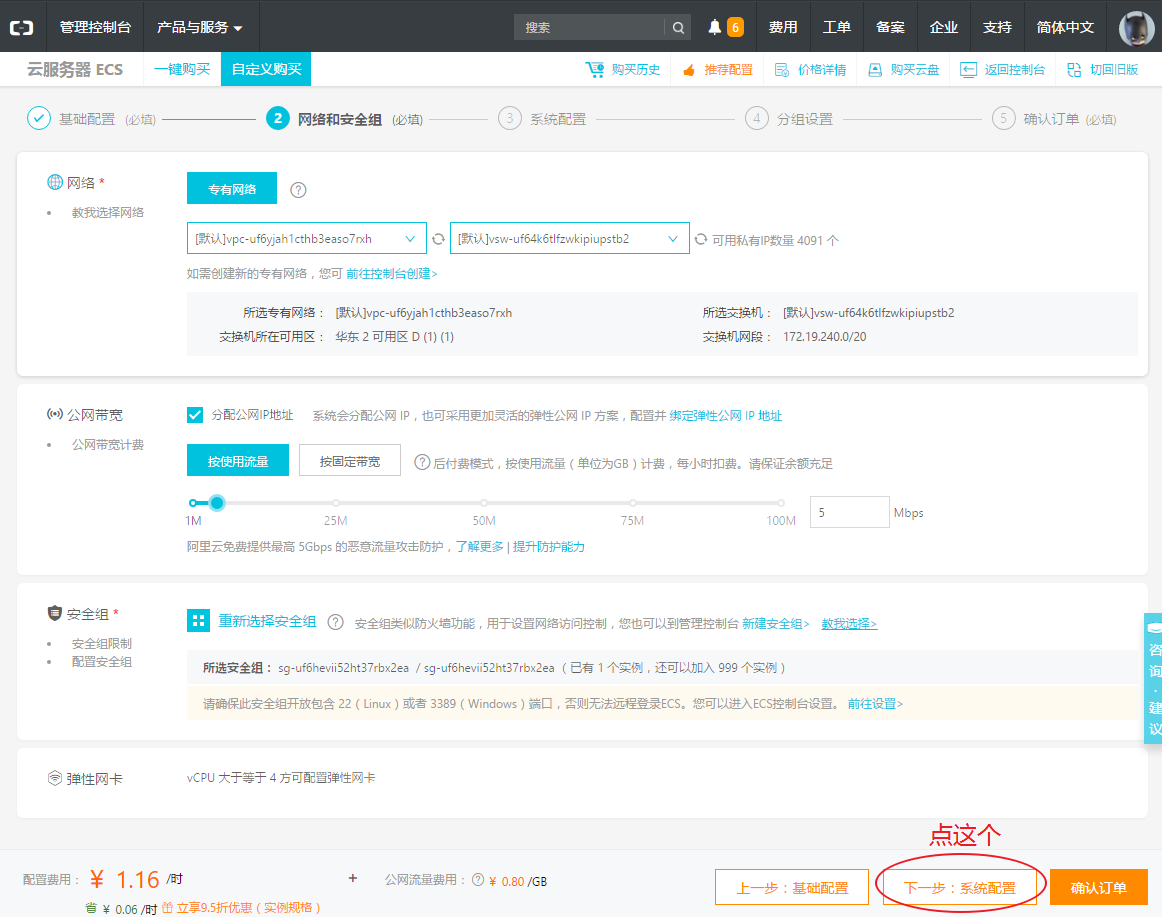 管理控制台 产品与服务 搜索 6 费用 工单 备案 企业 支持 简体中文
云服务器 ECS 一键购买 自定义购买 购买历史 推荐配置 价格详情 购买云盘 返回控制台 切回旧版
基础配置 (必填) 2 网络和安全组 (必填) 3 系统配置 4 分组设置 5 确认订单 (必填)
网络 * 专有网络 ?
教我选择网络
[默认]vpc-uf6yjah1cthb3easo7rxh [默认]vsw-uf64k6tlfzwkipiupstb2 可用私有IP数量 4091 个
如需创建新的专有网络，您可 前往控制台创建>
所选专有网络： [默认]vpc-uf6yjah1cthb3easo7rxh 所选交换机： [默认]vsw-uf64k6tlfzwkipiupstb2
交换机所在可用区： 华东 2 可用区 D (1) (1) 交换机网段： 172.19.240.0/20
公网带宽 分配公网IP地址 系统会分配公网 IP，也可采用更加灵活的弹性公网 IP 方案，配置并 绑定弹性公网 IP 地址
公网带宽计费
按使用流量 按固定带宽 ? 后付费模式，按使用流量（单位为GB）计费，每小时扣费。请保证余额充足
1M 25M 50M 75M 100M 5 Mbps
阿里云免费提供最高 5Gbps 的恶意流量攻击防护，了解更多 | 提升防护能力
安全组 * 重新选择安全组 ? 安全组类似防火墙功能，用于设置网络访问控制，您也可以到管理控制台 新建安全组> 教我选择>
安全组限制
配置安全组
所选安全组： sg-uf6hevii52ht37rbx2ea / sg-uf6hevii52ht37rbx2ea （已有 1 个实例，还可以加入 999 个实例）
请确保此安全组开放包含 22（Linux）或者 3389（Windows）端口，否则无法远程登录ECS。您可以进入ECS控制台设置。 前往设置>
咨询·建议
弹性网卡 vCPU 大于等于 4 方可配置弹性网卡
点这个
配置费用： ¥ 1.16 /时 + 公网流量费用： ? ¥ 0.80 /GB 上一步：基础配置 下一步：系统配置 确认订单
省 ¥ 0.06 /时 立享9.5折优惠（实例规格）